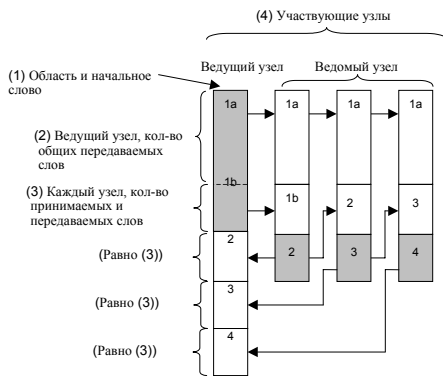 (4) Участвующие узлы
Ведущий узел
Ведомый узел
(1) Область и начальное
слово
1a
1a
1a
1a
(2) Ведущий узел, кол-во
общих передаваемых
слов
1b
(3) Каждый узел, кол-во
принимаемых и
передаваемых слов
1b
2
3
(Равно (3))
2
2
3
4
(Равно (3))
3
(Равно (3))
4